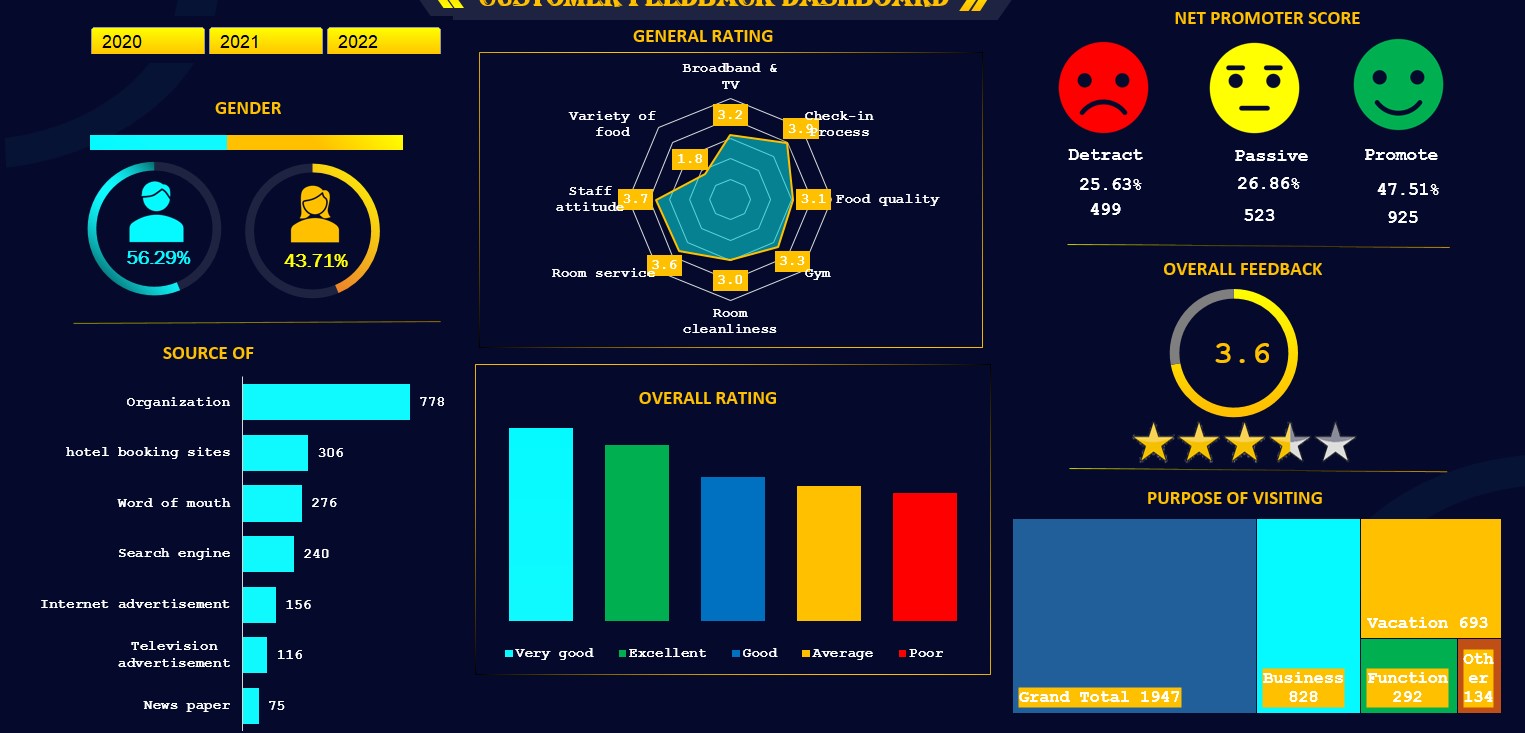 CUSTOMER FEEDBACK DASHBOARD
2020
2021
2022
GENDER
56.29%
43.71%
SOURCE OF
Organization 778
hotel booking sites 306
Word of mouth 276
Search engine 240
Internet advertisement 156
Television
advertisement 116
News paper 75
GENERAL RATING
Broadband &
TV
3.2
Check-in
Process
3.9
Food quality
3.1
Gym
3.3
Room
cleanliness
3.0
Room service
3.6
Staff
attitude
3.7
Variety of
food
1.8
OVERALL RATING
Very good
Excellent
Good
Average
Poor
NET PROMOTER SCORE
Detract
25.63%
499
Passive
26.86%
523
Promote
47.51%
925
OVERALL FEEDBACK
3.6
PURPOSE OF VISITING
Grand Total 1947
Business
828
Vacation 693
Function
292
Oth
er
134